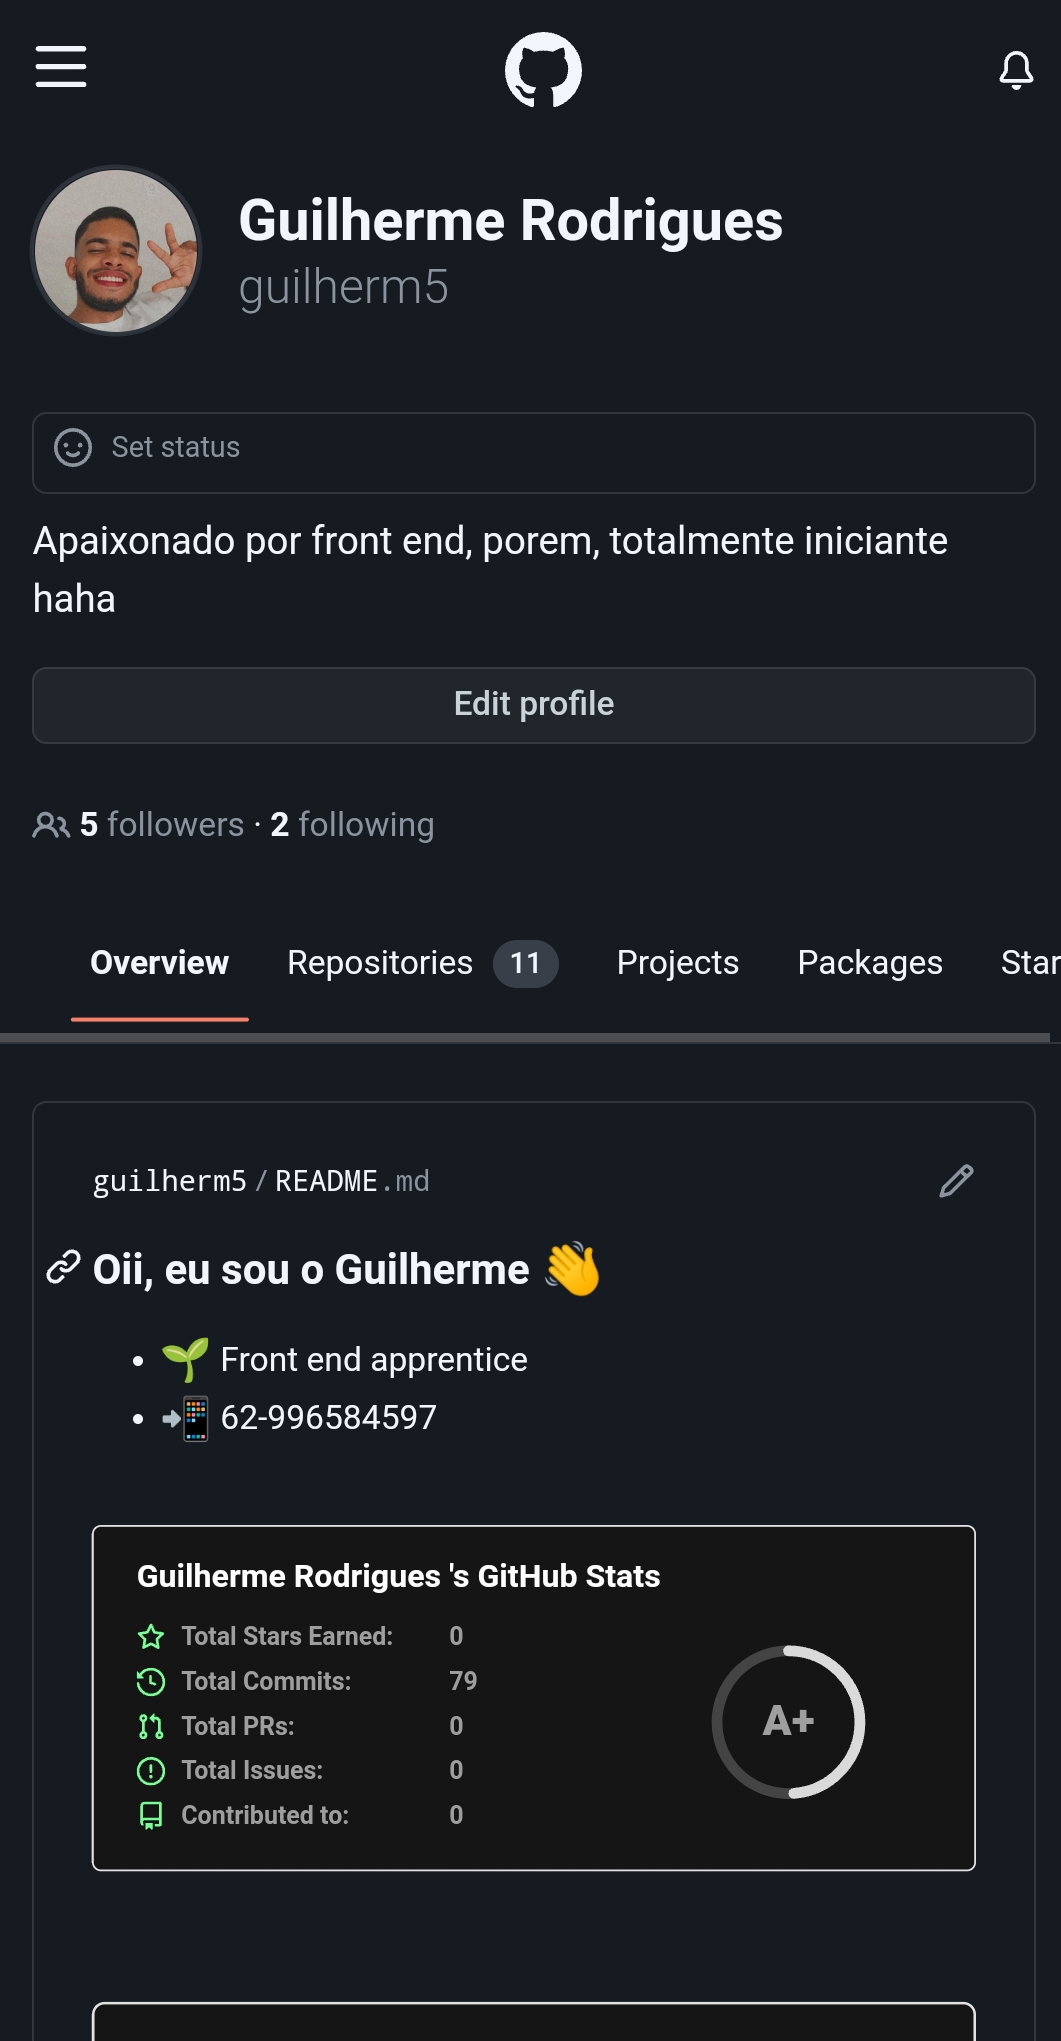 Guilherme Rodrigues
guilherm5
Set status
Apaixonado por front end, porem, totalmente iniciante
haha
Edit profile
5 followers · 2 following
Overview Repositories 11 Projects Packages Star
guilherm5 / README.md
Oii, eu sou o Guilherme 👋
• 🌱 Front end apprentice
• 📲 62-996584597
Guilherme Rodrigues 's GitHub Stats
Total Stars Earned: 0
Total Commits: 79
Total PRs: 0
Total Issues: 0
Contributed to: 0
A+